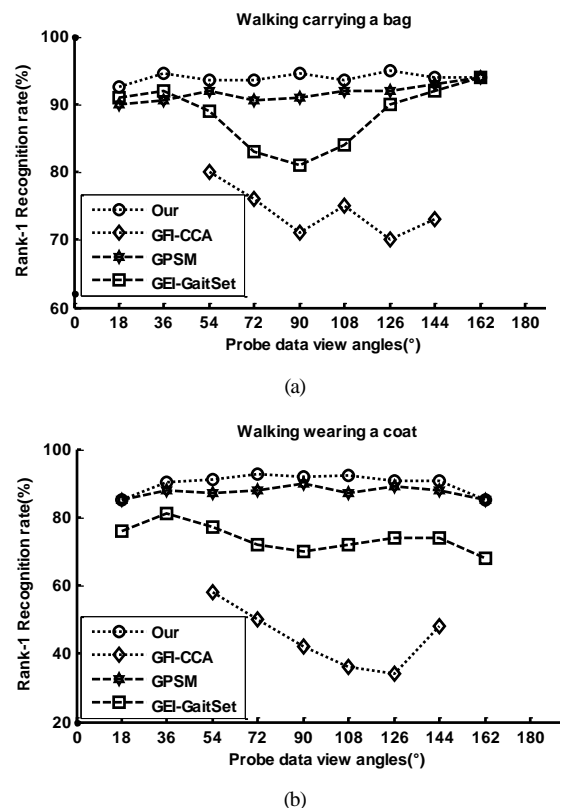 Walking carrying a bag
100
90
80
70
60
Rank-1 Recognition rate(%)
Our
GFI-CCA
GPSM
GEI-GaitSet
0 18 36 54 72 90 108 126 144 162 180
Probe data view angles(°)
(a)
Walking wearing a coat
100
80
60
40
20
Rank-1 Recognition rate(%)
Our
GFI-CCA
GPSM
GEI-GaitSet
0 18 36 54 72 90 108 126 144 162 180
Probe data view angles(°)
(b)